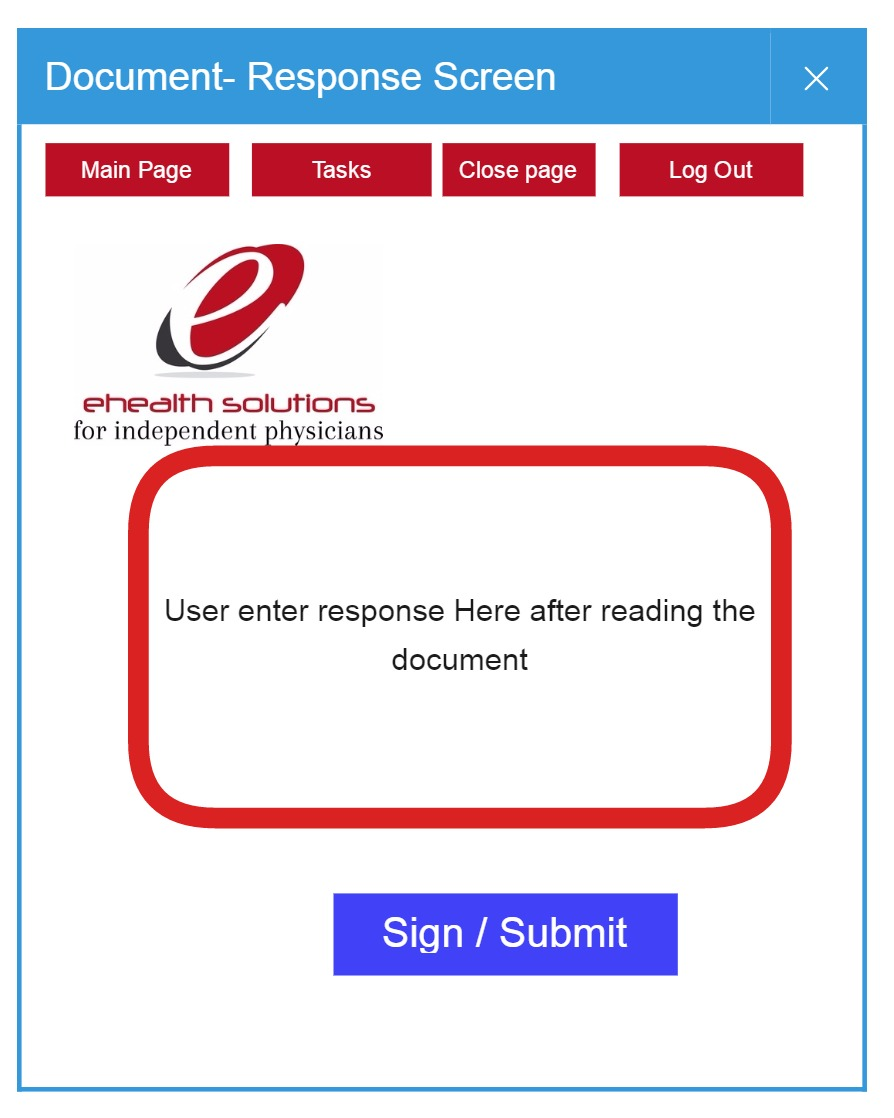 Document- Response Screen
Main Page
Tasks
Close page
Log Out
e
ehealth solutions
for independent physicians
User enter response Here after reading the
document
Sign / Submit